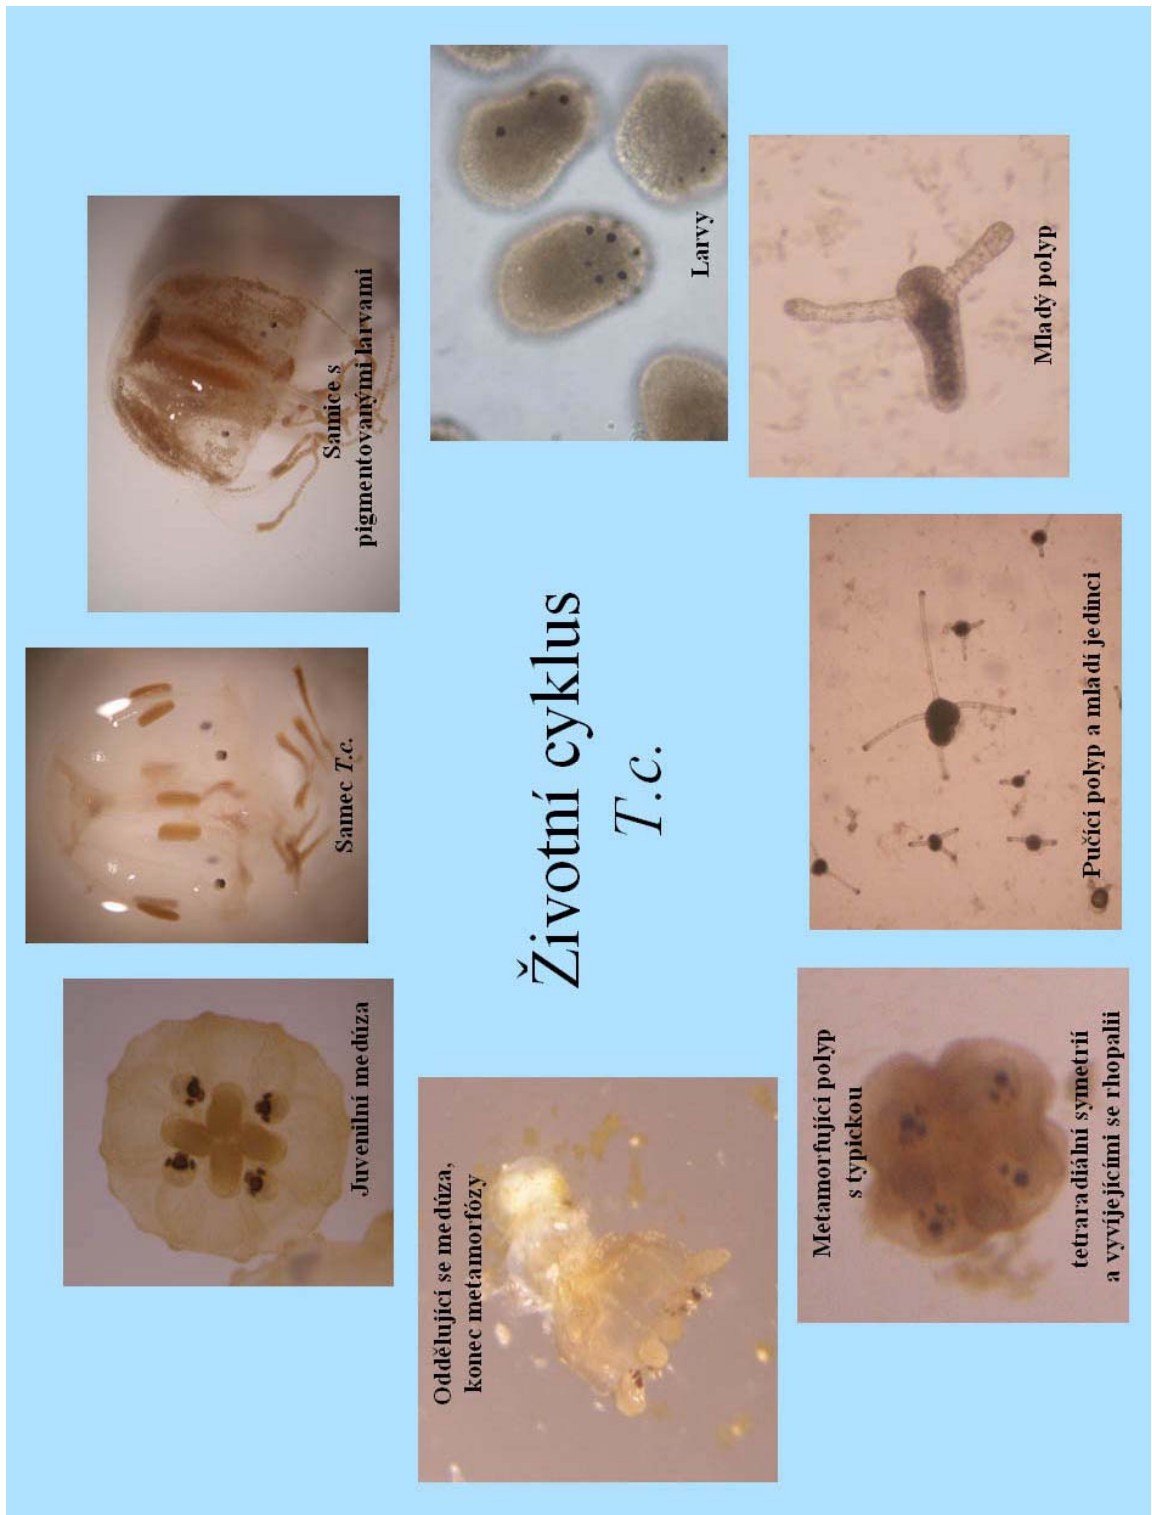 Životní cyklus
T.c.
Samice s
pigmentovanými larvami
Larvy
Mladý polyp
Pučící polyp a mladí jedinci
Metamorfující polyp
s typickou
tetraradiální symetrií
a vyvíjejícími se rhopalii
Oddělující se medúza,
konec metamorfózy
Juvenilní medúza
Samec T.c.